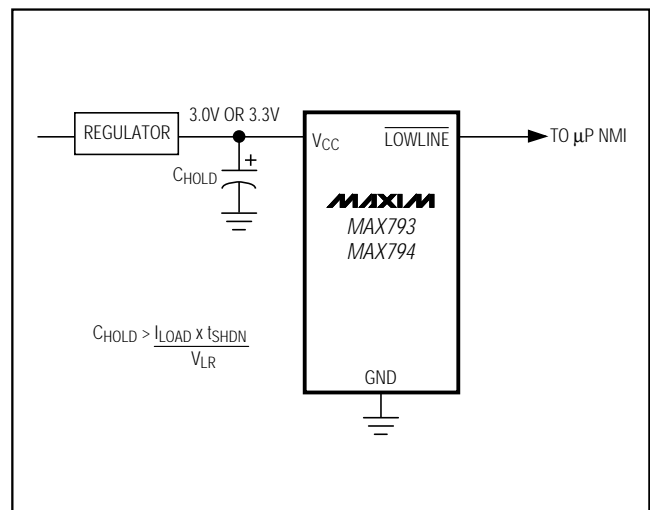 3.0V OR 3.3V
REGULATOR
VCC
LOWLINE
TO μP NMI
+
CHOLD
MAXIM
MAX793
MAX794
CHOLD > ILOAD x tSHDN
VLR
GND